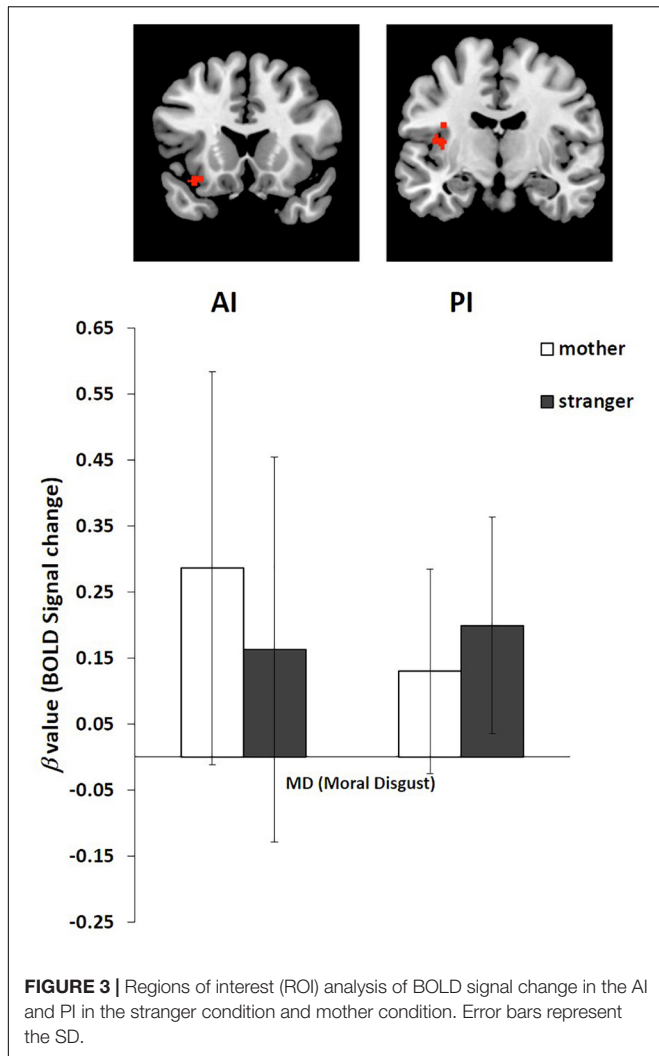 AI PI
0.65
mother
0.55
stranger
0.45
0.35
0.25
0.15
0.05
-0.05
-0.15
-0.25
β value (BOLD Signal change)
MD (Moral Disgust)
FIGURE 3 | Regions of interest (ROI) analysis of BOLD signal change in the AI
and PI in the stranger condition and mother condition. Error bars represent
the SD.